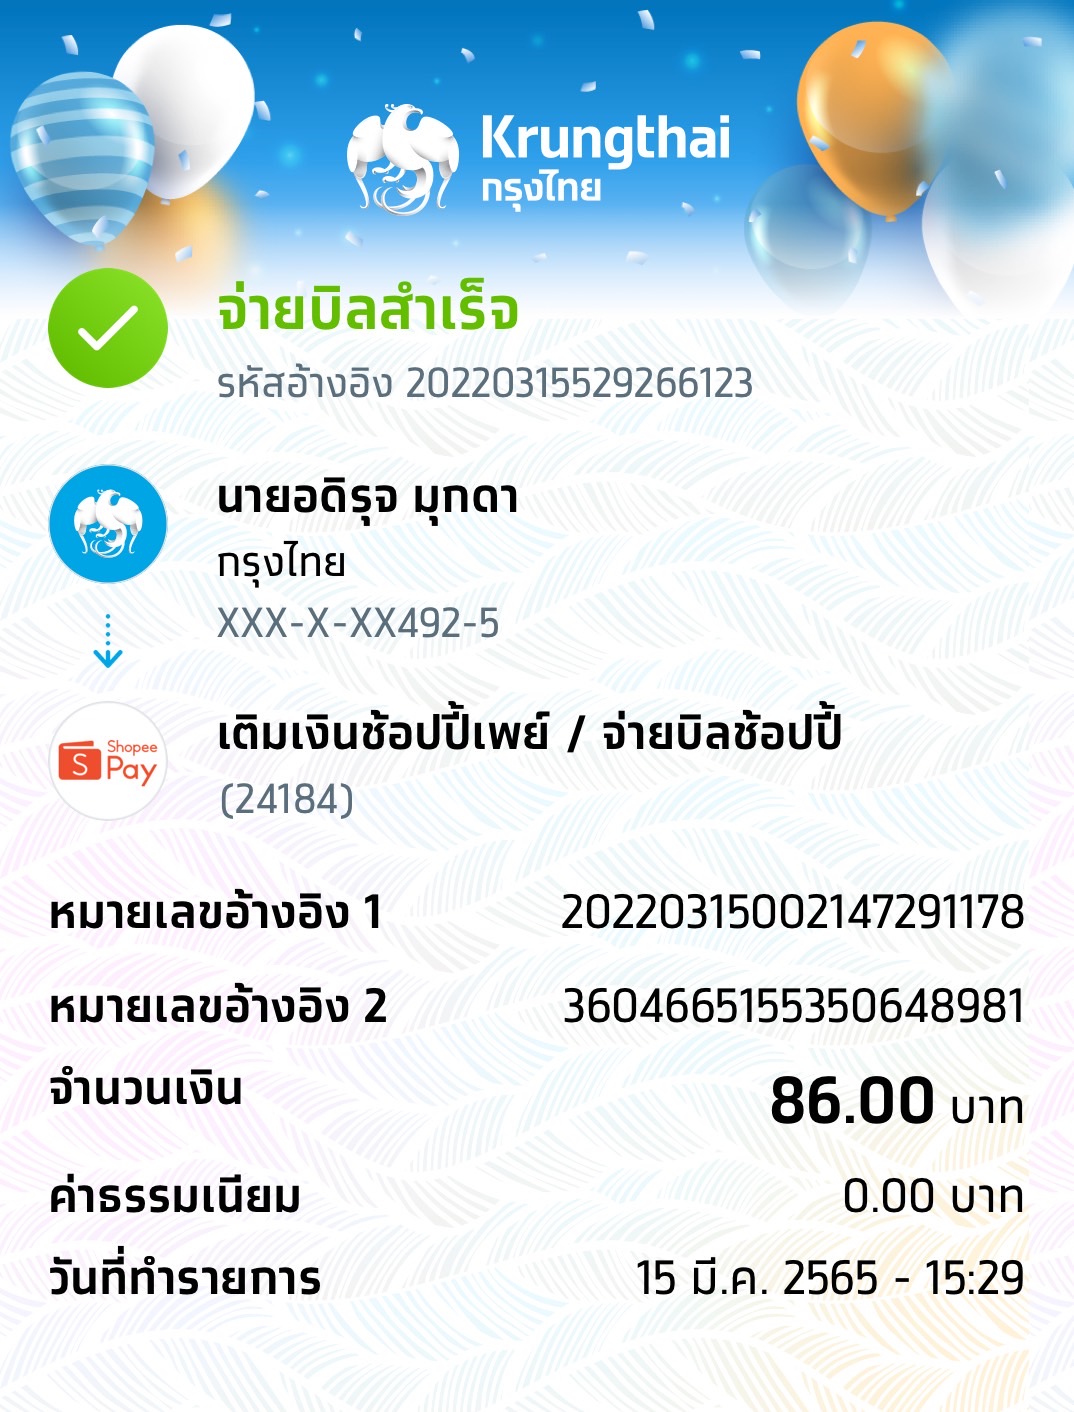 Krungthai
กรุงไทย
จ่ายบิลสำเร็จ
รหัสอ้างอิง 20220315529266123
นายอดิรุจ มุกดา
กรุงไทย
XXX-X-XX492-5
S Shopee Pay
เติมเงินช้อปปี้เพย์ / จ่ายบิลช้อปปี้
(24184)
หมายเลขอ้างอิง 1 20220315002147291178
หมายเลขอ้างอิง 2 3604665155350648981
จำนวนเงิน 86.00 บาท
ค่าธรรมเนียม 0.00 บาท
วันที่ทำรายการ 15 มี.ค. 2565 - 15:29